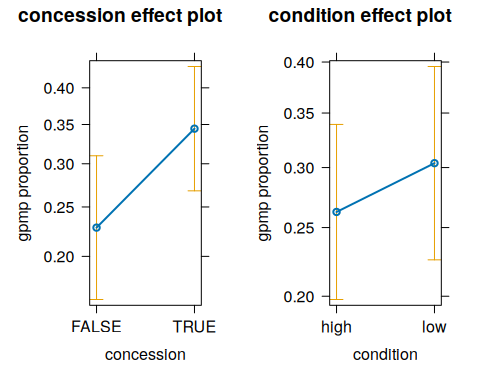 concession effect plot
gpmp proportion
0.40
0.35
0.30
0.25
0.20
FALSE
TRUE
concession
condition effect plot
gpmp proportion
0.40
0.35
0.30
0.25
0.20
high
low
condition